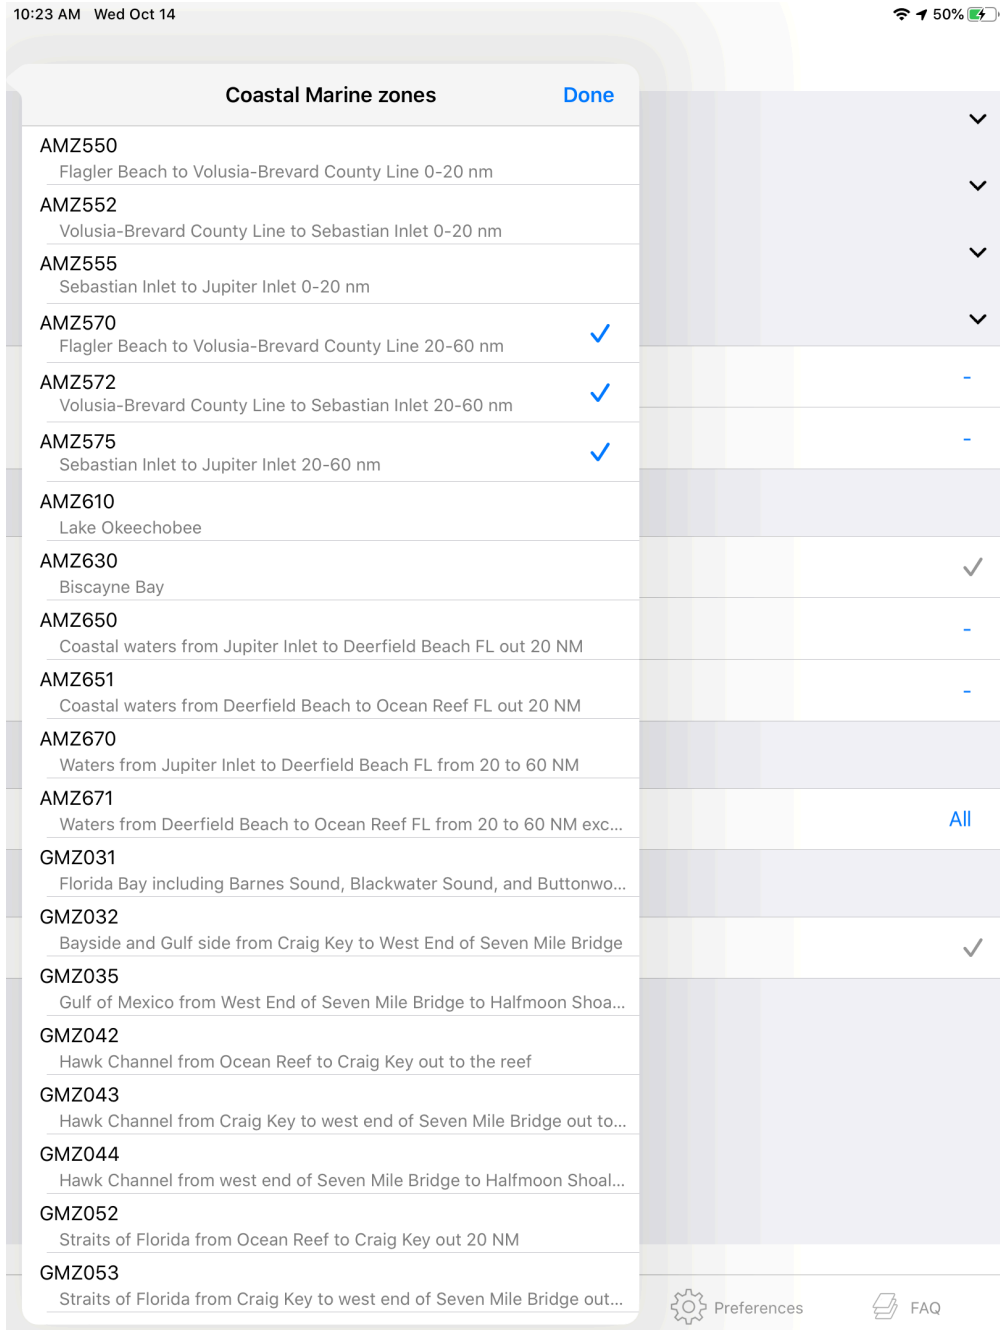 10:23 AM Wed Oct 14
50%
Coastal Marine zones
Done
AMZ550
Flagler Beach to Volusia-Brevard County Line 0-20 nm
AMZ552
Volusia-Brevard County Line to Sebastian Inlet 0-20 nm
AMZ555
Sebastian Inlet to Jupiter Inlet 0-20 nm
AMZ570
Flagler Beach to Volusia-Brevard County Line 20-60 nm
AMZ572
Volusia-Brevard County Line to Sebastian Inlet 20-60 nm
AMZ575
Sebastian Inlet to Jupiter Inlet 20-60 nm
AMZ610
Lake Okeechobee
AMZ630
Biscayne Bay
AMZ650
Coastal waters from Jupiter Inlet to Deerfield Beach FL out 20 NM
AMZ651
Coastal waters from Deerfield Beach to Ocean Reef FL out 20 NM
AMZ670
Waters from Jupiter Inlet to Deerfield Beach FL from 20 to 60 NM
AMZ671
Waters from Deerfield Beach to Ocean Reef FL from 20 to 60 NM exc...
All
GMZ031
Florida Bay including Barnes Sound, Blackwater Sound, and Buttonwo...
GMZ032
Bayside and Gulf side from Craig Key to West End of Seven Mile Bridge
GMZ035
Gulf of Mexico from West End of Seven Mile Bridge to Halfmoon Shoa...
GMZ042
Hawk Channel from Ocean Reef to Craig Key out to the reef
GMZ043
Hawk Channel from Craig Key to west end of Seven Mile Bridge out to...
GMZ044
Hawk Channel from west end of Seven Mile Bridge to Halfmoon Shoal...
GMZ052
Straits of Florida from Ocean Reef to Craig Key out 20 NM
GMZ053
Straits of Florida from Craig Key to west end of Seven Mile Bridge out...
Preferences
FAQ